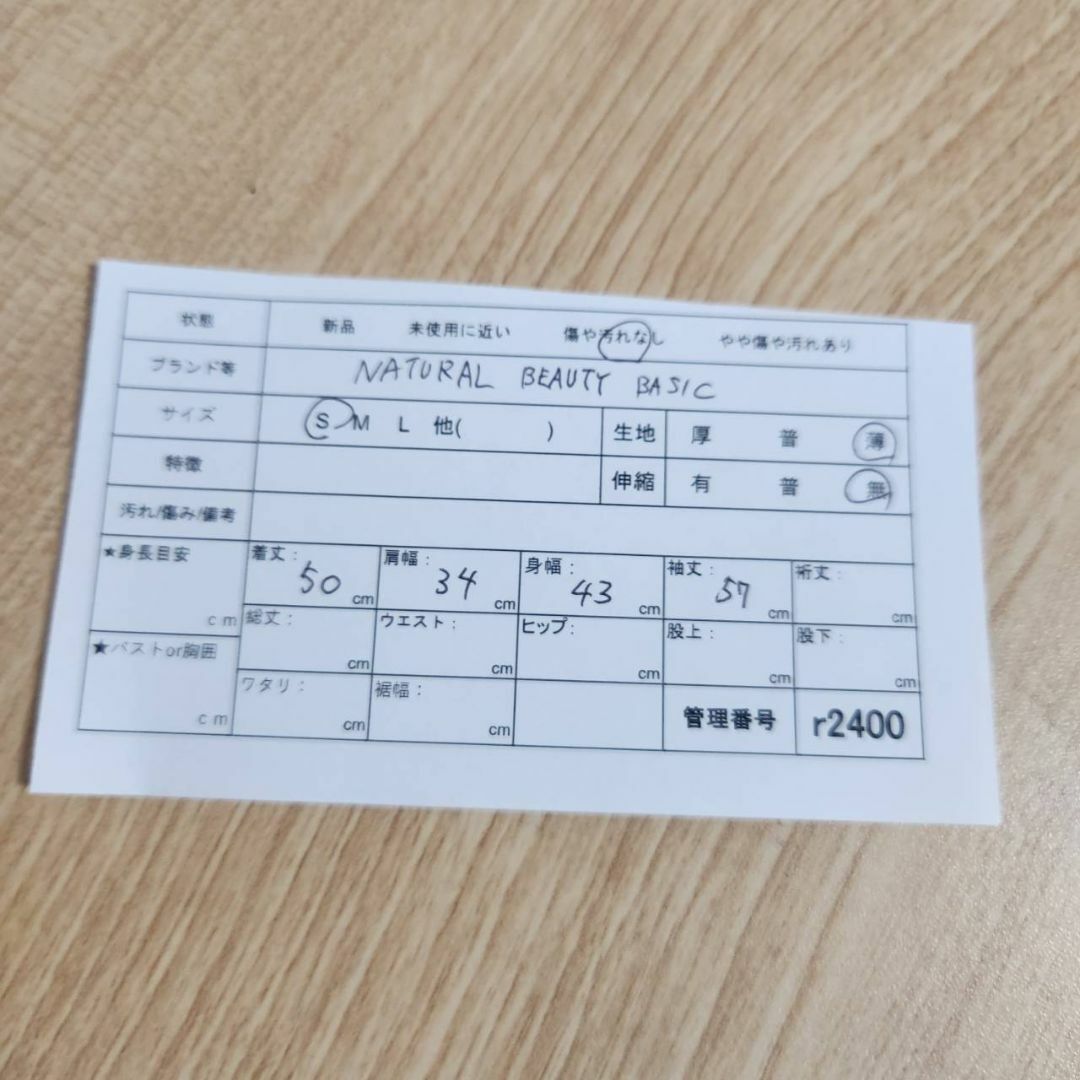 状態 新品 未使用に近い 傷や汚れなし やや傷や汚れあり
ブランド等 NATURAL BEAUTY BASIC
サイズ S M L 他( ) 生地 厚 普 薄
特徴 伸縮 有 普 無
汚れ/傷み/備考
★身長目安 cm 着丈: 50 cm 肩幅: 34 cm 身幅: 43 cm 袖丈: 57 cm 裄丈: cm
総丈: cm ウエスト: cm ヒップ: cm 股上: cm 股下: cm
★バストor胸囲 cm ワタリ: cm 裾幅: cm 管理番号 r2400